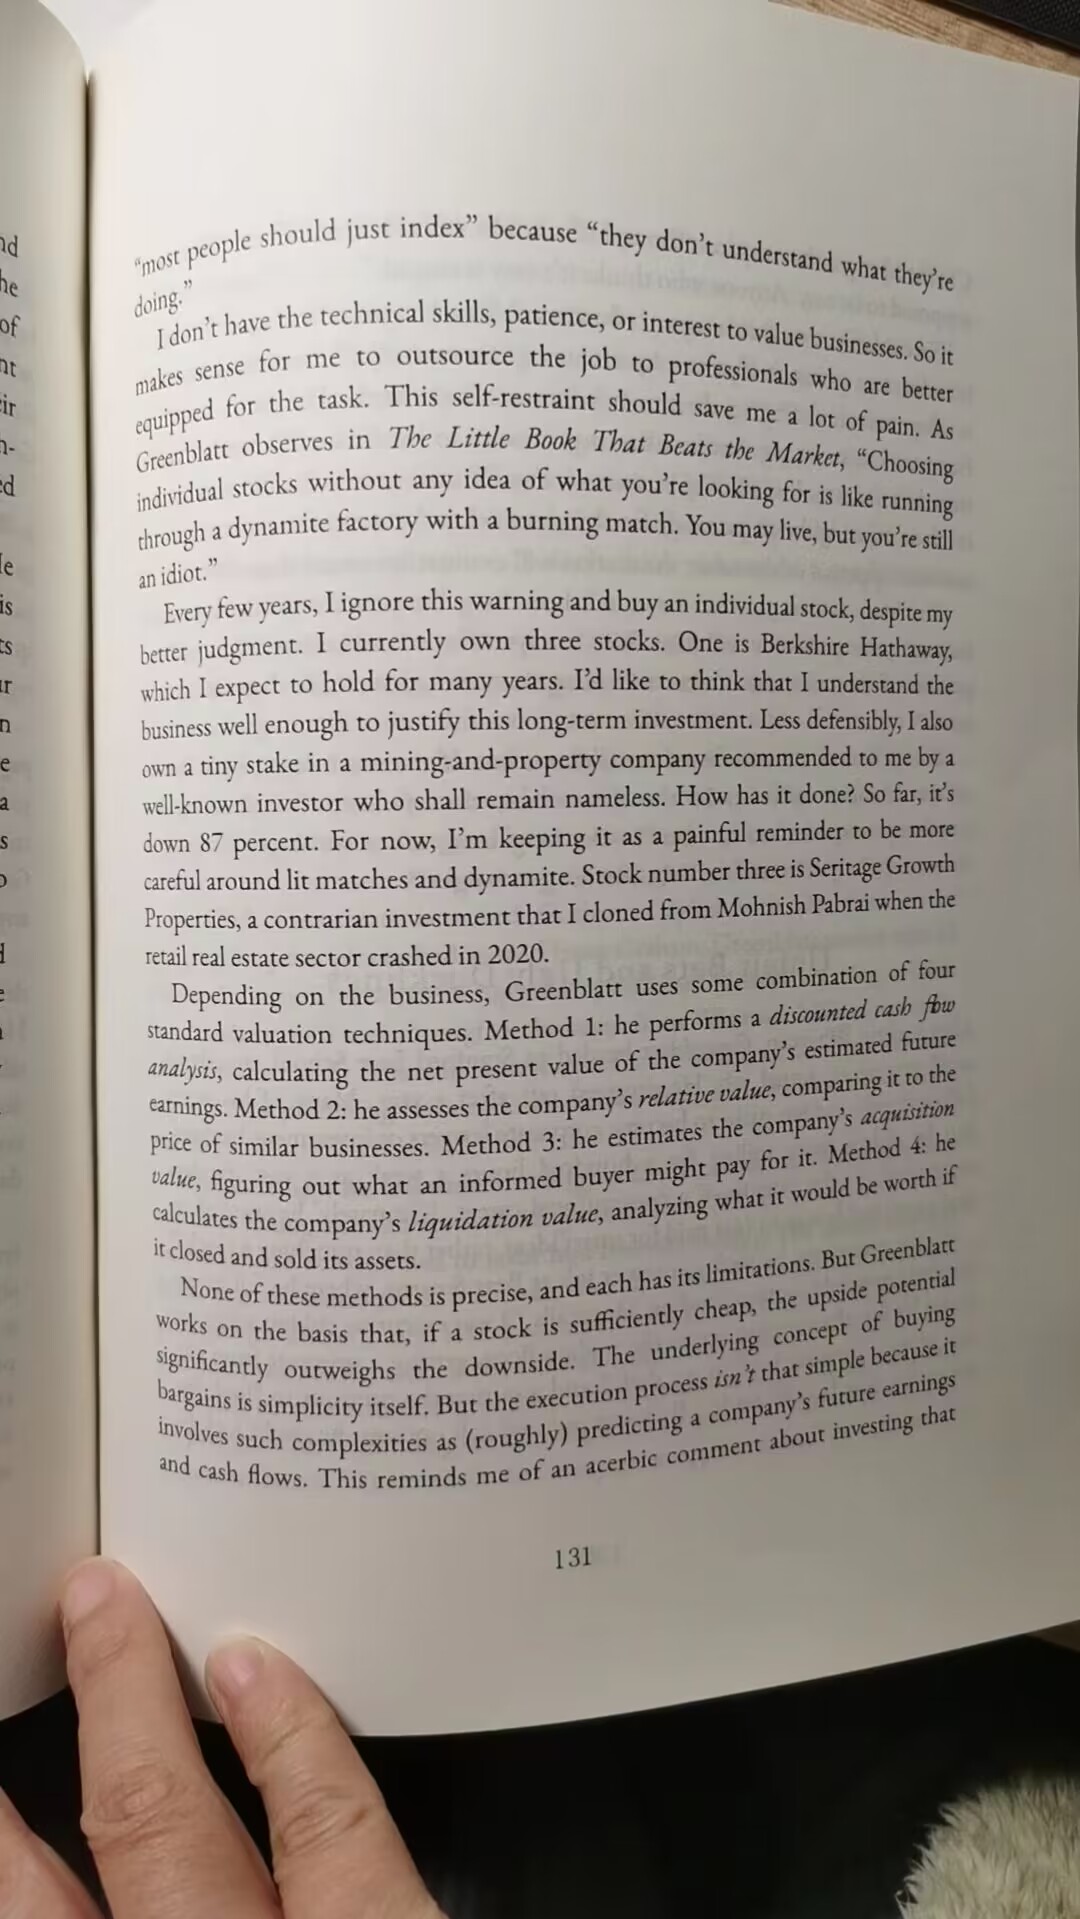 “most people should just index” because “they don’t understand what they’re
doing.”
I don’t have the technical skills, patience, or interest to value businesses. So it
makes sense for me to outsource the job to professionals who are better
equipped for the task. This self-restraint should save me a lot of pain. As
Greenblatt observes in The Little Book That Beats the Market, “Choosing
individual stocks without any idea of what you’re looking for is like running
through a dynamite factory with a burning match. You may live, but you’re still
an idiot.”
Every few years, I ignore this warning and buy an individual stock, despite my
better judgment. I currently own three stocks. One is Berkshire Hathaway,
which I expect to hold for many years. I’d like to think that I understand the
business well enough to justify this long-term investment. Less defensibly, I also
own a tiny stake in a mining-and-property company recommended to me by a
well-known investor who shall remain nameless. How has it done? So far, it’s
down 87 percent. For now, I’m keeping it as a painful reminder to be more
careful around lit matches and dynamite. Stock number three is Seritage Growth
Properties, a contrarian investment that I cloned from Mohnish Pabrai when the
retail real estate sector crashed in 2020.
Depending on the business, Greenblatt uses some combination of four
standard valuation techniques. Method 1: he performs a discounted cash flow
analysis, calculating the net present value of the company’s estimated future
earnings. Method 2: he assesses the company’s relative value, comparing it to the
price of similar businesses. Method 3: he estimates the company’s acquisition
value, figuring out what an informed buyer might pay for it. Method 4: he
calculates the company’s liquidation value, analyzing what it would be worth if
it closed and sold its assets.
None of these methods is precise, and each has its limitations. But Greenblatt
works on the basis that, if a stock is sufficiently cheap, the upside potential
significantly outweighs the downside. The underlying concept of buying
bargains is simplicity itself. But the execution process isn’t that simple because it
involves such complexities as (roughly) predicting a company’s future earnings
and cash flows. This reminds me of an acerbic comment about investing that
131